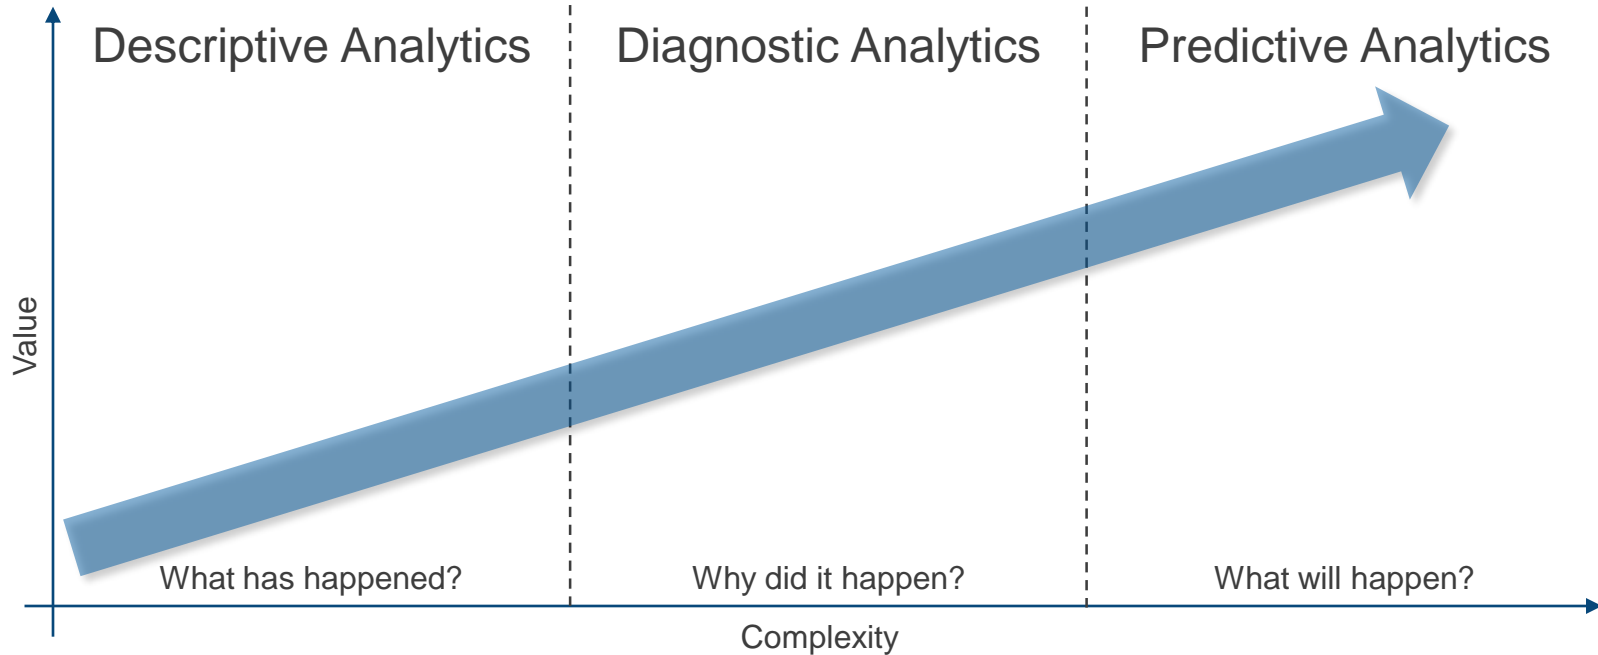 Descriptive Analytics
Diagnostic Analytics
Predictive Analytics
Value
What has happened?
Why did it happen?
What will happen?
Complexity